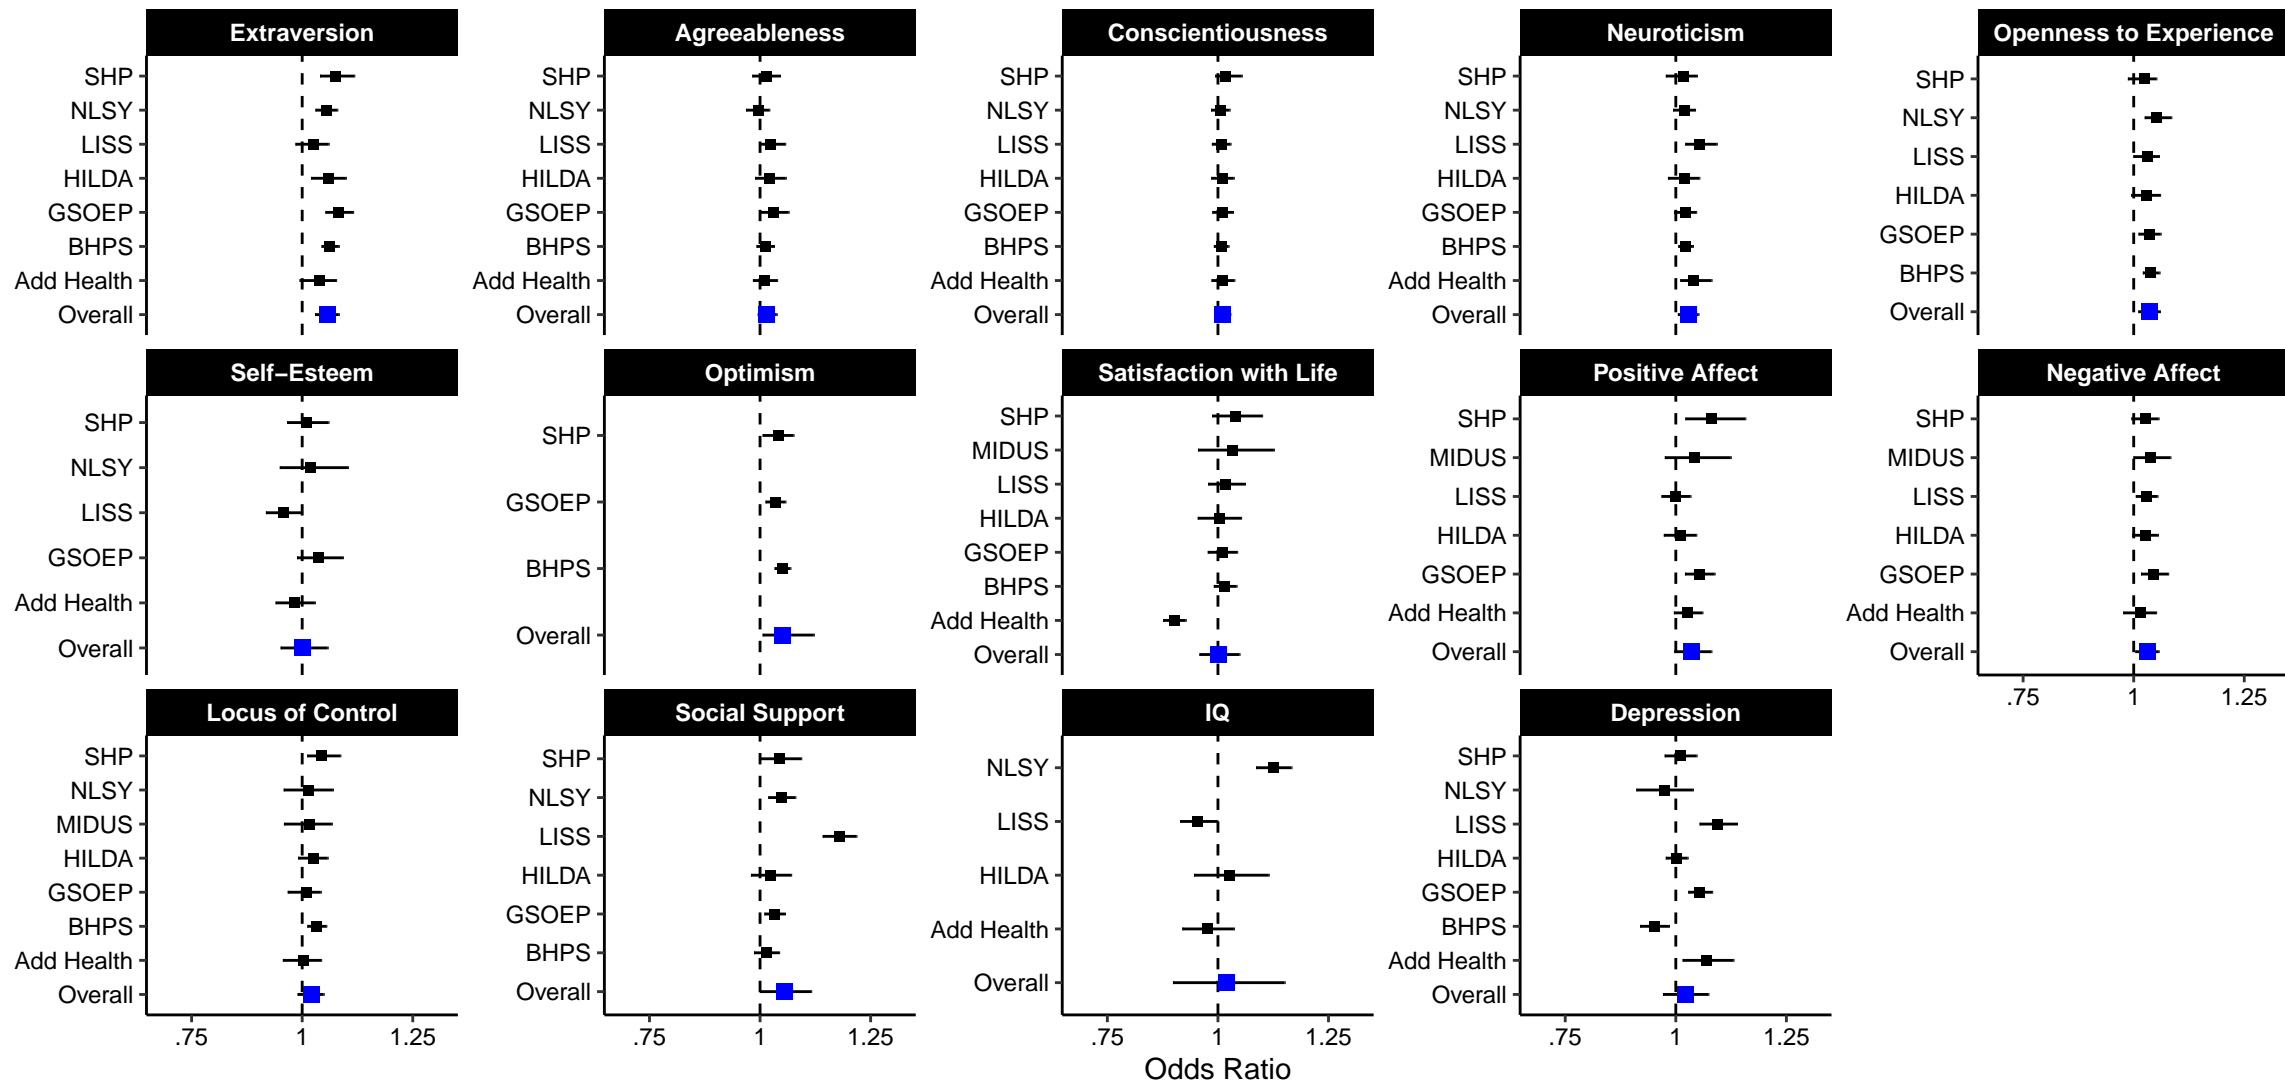 Extraversion
SHP
NLSY
LISS
HILDA
GSOEP
BHPS
Add Health
Overall
Agreeableness
SHP
NLSY
LISS
HILDA
GSOEP
BHPS
Add Health
Overall
Conscientiousness
SHP
NLSY
LISS
HILDA
GSOEP
BHPS
Add Health
Overall
Neuroticism
SHP
NLSY
LISS
HILDA
GSOEP
BHPS
Add Health
Overall
Openness to Experience
SHP
NLSY
LISS
HILDA
GSOEP
BHPS
Overall
Self−Esteem
SHP
NLSY
LISS
GSOEP
Add Health
Overall
Optimism
SHP
GSOEP
BHPS
Overall
Satisfaction with Life
SHP
MIDUS
LISS
HILDA
GSOEP
BHPS
Add Health
Overall
Positive Affect
SHP
MIDUS
LISS
HILDA
GSOEP
Add Health
Overall
Negative Affect
SHP
MIDUS
LISS
HILDA
GSOEP
Add Health
Overall
.75 1 1.25
Locus of Control
SHP
NLSY
MIDUS
HILDA
GSOEP
BHPS
Add Health
Overall
.75 1 1.25
Social Support
SHP
NLSY
LISS
HILDA
GSOEP
BHPS
Overall
.75 1 1.25
IQ
NLSY
LISS
HILDA
Add Health
Overall
.75 1 1.25
Depression
SHP
NLSY
LISS
HILDA
GSOEP
BHPS
Add Health
Overall
.75 1 1.25
Odds Ratio